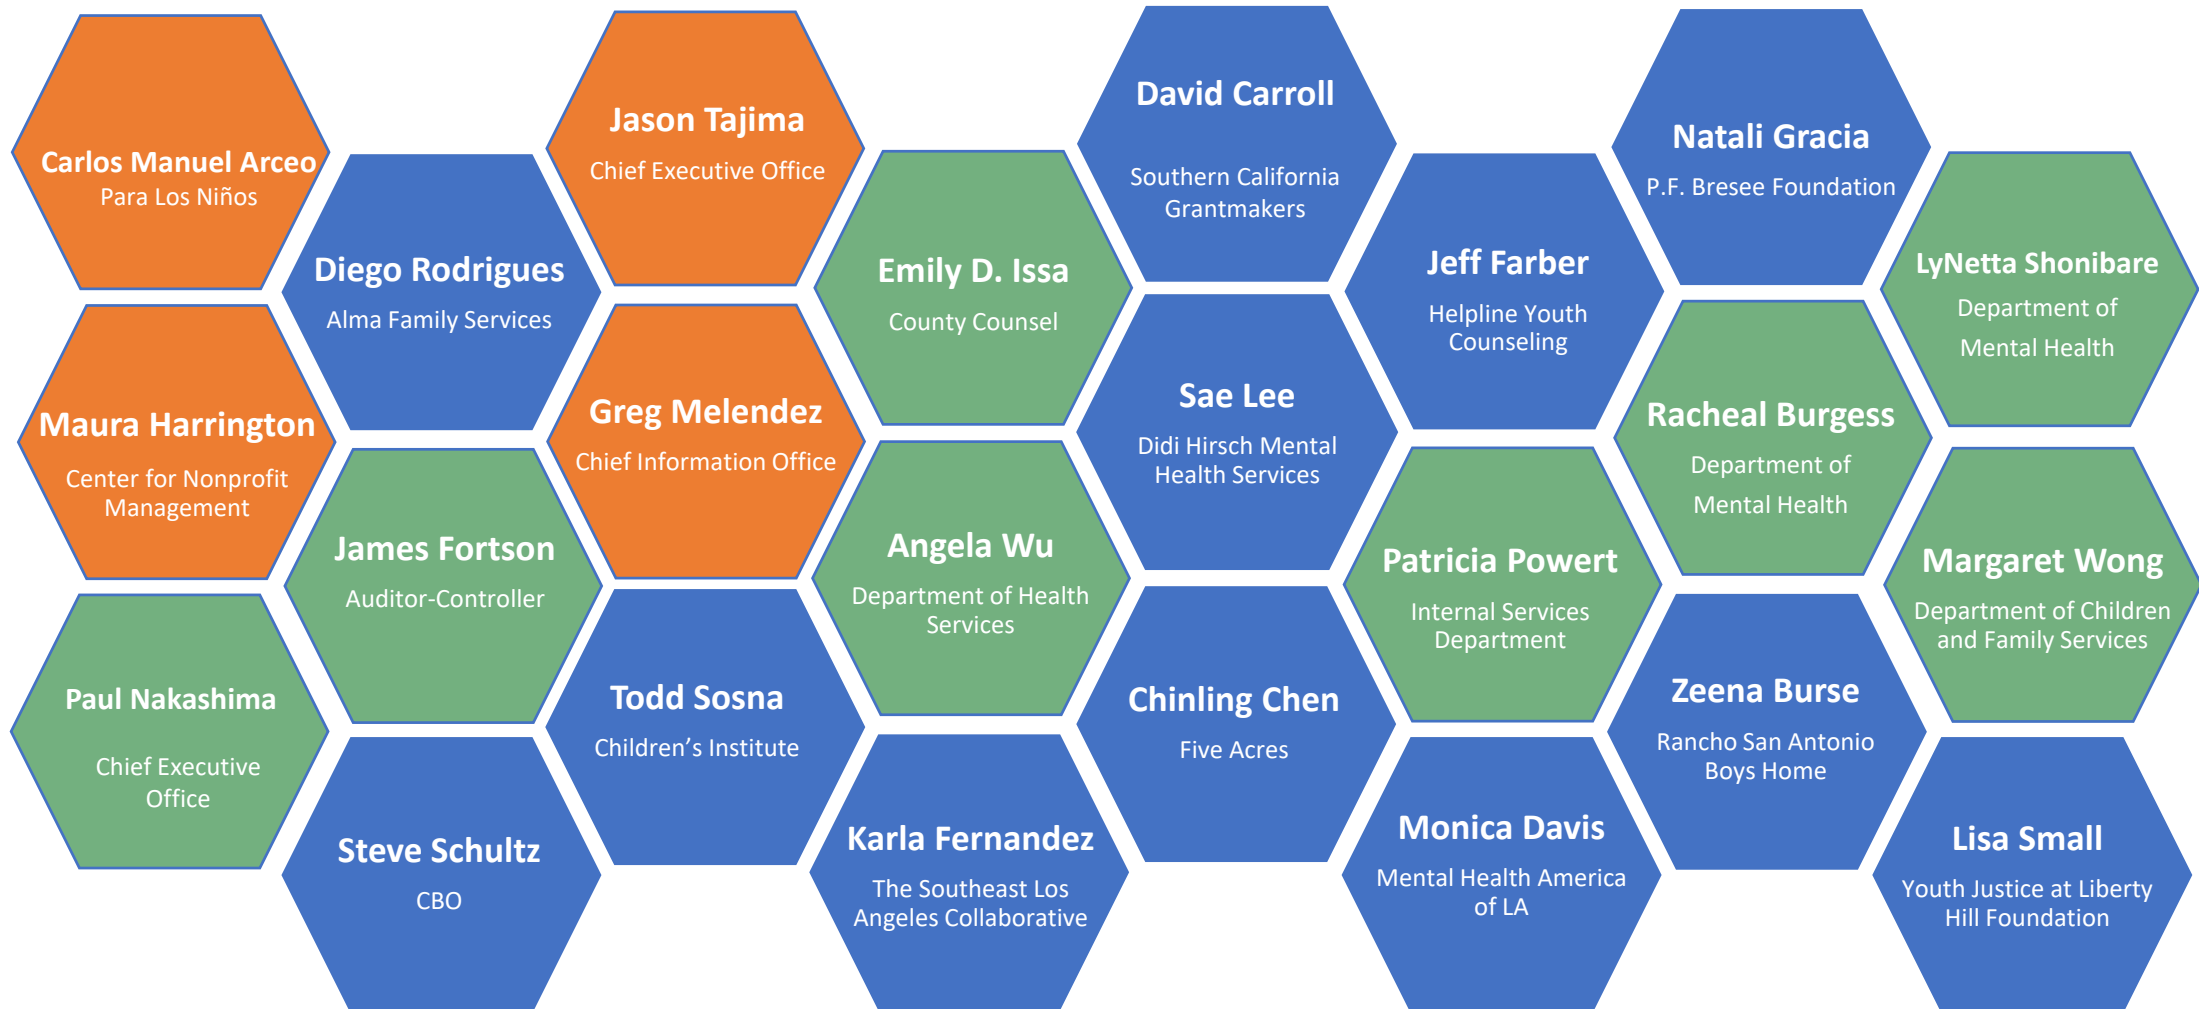 Carlos Manuel Arceo
Para Los Niños
Maura Harrington
Center for Nonprofit
Management
Paul Nakashima
Chief Executive
Office
Diego Rodrigues
Alma Family Services
James Fortson
Auditor-Controller
Steve Schultz
CBO
Jason Tajima
Chief Executive Office
Greg Melendez
Chief Information Office
Todd Sosna
Children’s Institute
Emily D. Issa
County Counsel
Angela Wu
Department of Health
Services
Karla Fernandez
The Southeast Los
Angeles Collaborative
David Carroll
Southern California
Grantmakers
Sae Lee
Didi Hirsch Mental
Health Services
Chinling Chen
Five Acres
Jeff Farber
Helpline Youth
Counseling
Patricia Powert
Internal Services
Department
Monica Davis
Mental Health America
of LA
Natali Gracia
P.F. Bresee Foundation
Racheal Burgess
Department of
Mental Health
Zeena Burse
Rancho San Antonio
Boys Home
LyNetta Shonibare
Department of
Mental Health
Margaret Wong
Department of Children
and Family Services
Lisa Small
Youth Justice at Liberty
Hill Foundation